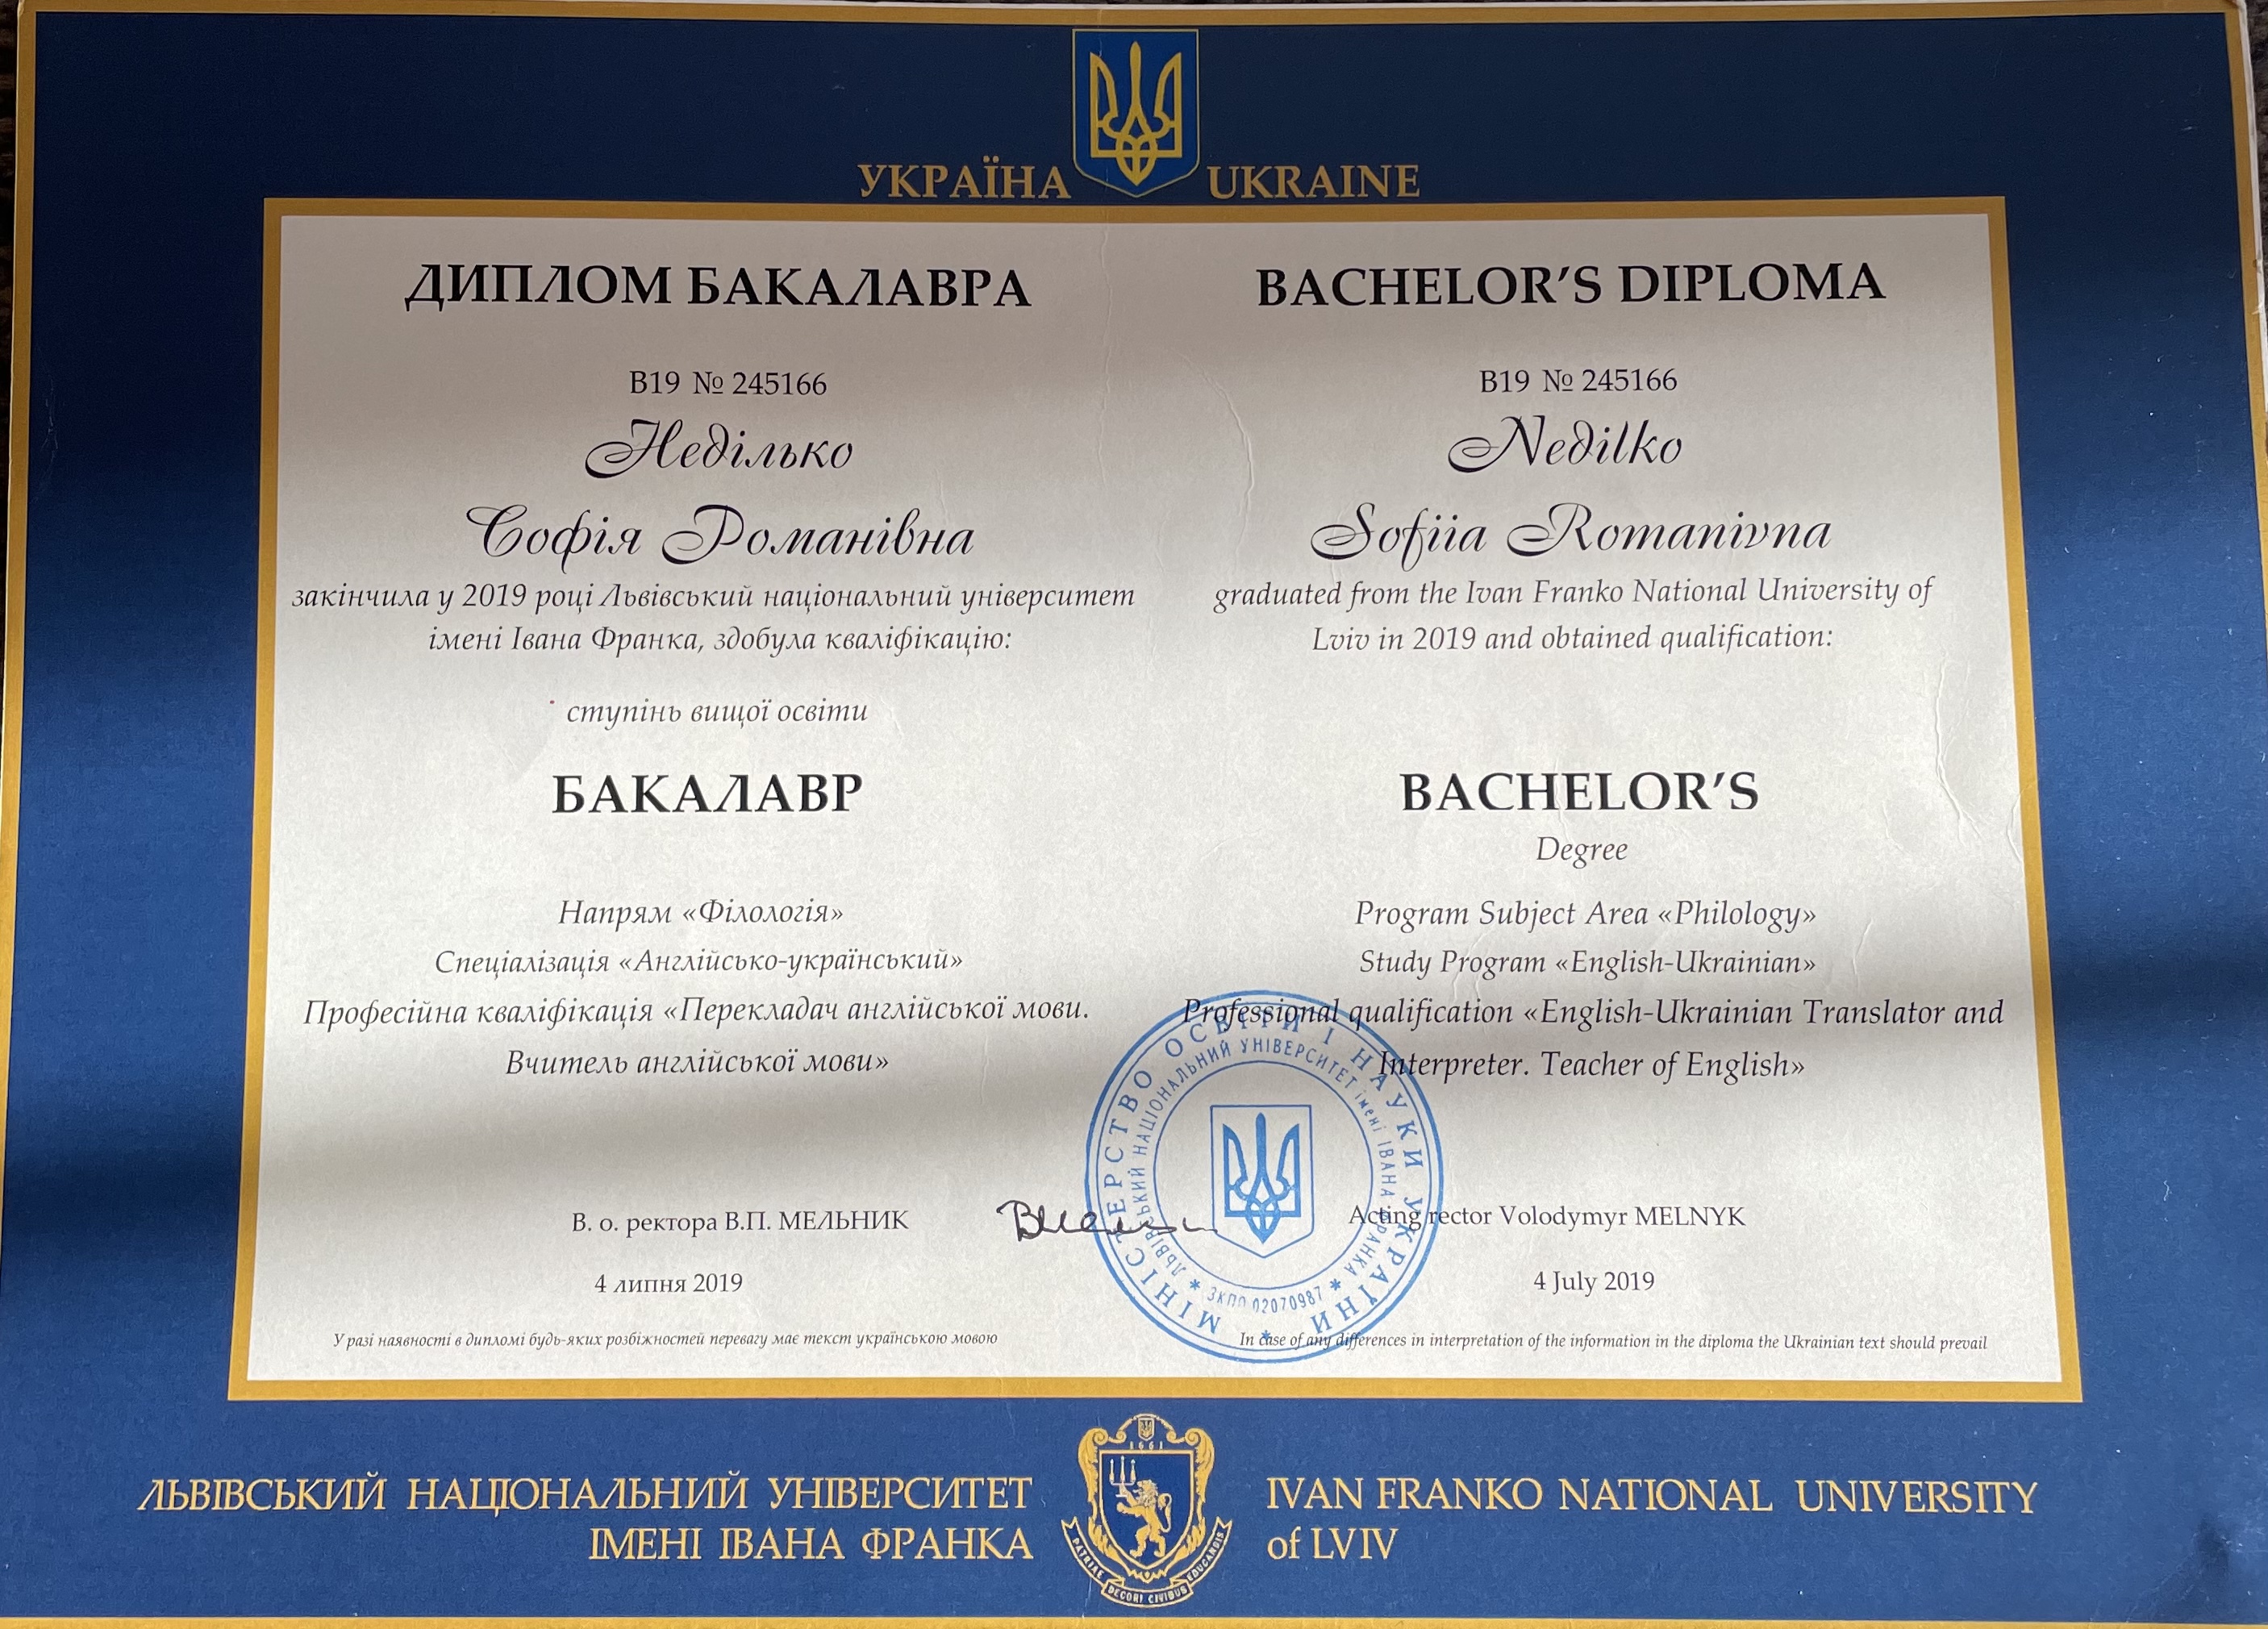 УКРАЇНА UKRAINE
ДИПЛОМ БАКАЛАВРА
В19 № 245166
Неділько
Софія Романівна
закінчила у 2019 році Львівський національний університет
імені Івана Франка, здобула кваліфікацію:
ступінь вищої освіти
БАКАЛАВР
Напрям «Філологія»
Спеціалізація «Англійсько-український»
Професійна кваліфікація «Перекладач англійської мови.
Вчитель англійської мови»
В. о. ректора В.П. МЕЛЬНИК
4 липня 2019
У разі наявності в дипломі будь-яких розбіжностей перевагу має текст українською мовою
BACHELOR'S DIPLOMA
B19 № 245166
Nedilko
Sofiia Romanivna
graduated from the Ivan Franko National University of
Lviv in 2019 and obtained qualification:
BACHELOR'S
Degree
Program Subject Area «Philology»
Study Program «English-Ukrainian»
Professional qualification «English-Ukrainian Translator and
Interpreter. Teacher of English»
Acting rector Volodymyr MELNYK
4 July 2019
In case of any differences in interpretation of the information in the diploma the Ukrainian text should prevail
МІНІСТЕРСТВО ОСВІТИ І НАУКИ УКРАЇНИ
ЛЬВІВСЬКИЙ НАЦІОНАЛЬНИЙ УНІВЕРСИТЕТ імені ІВАНА ФРАНКА
02070987
ЛЬВІВСЬКИЙ НАЦІОНАЛЬНИЙ УНІВЕРСИТЕТ
ІМЕНІ ІВАНА ФРАНКА
1661
PATRIAE DECORI CIVIBUS EDUCANDIS
IVAN FRANKO NATIONAL UNIVERSITY
of LVIV